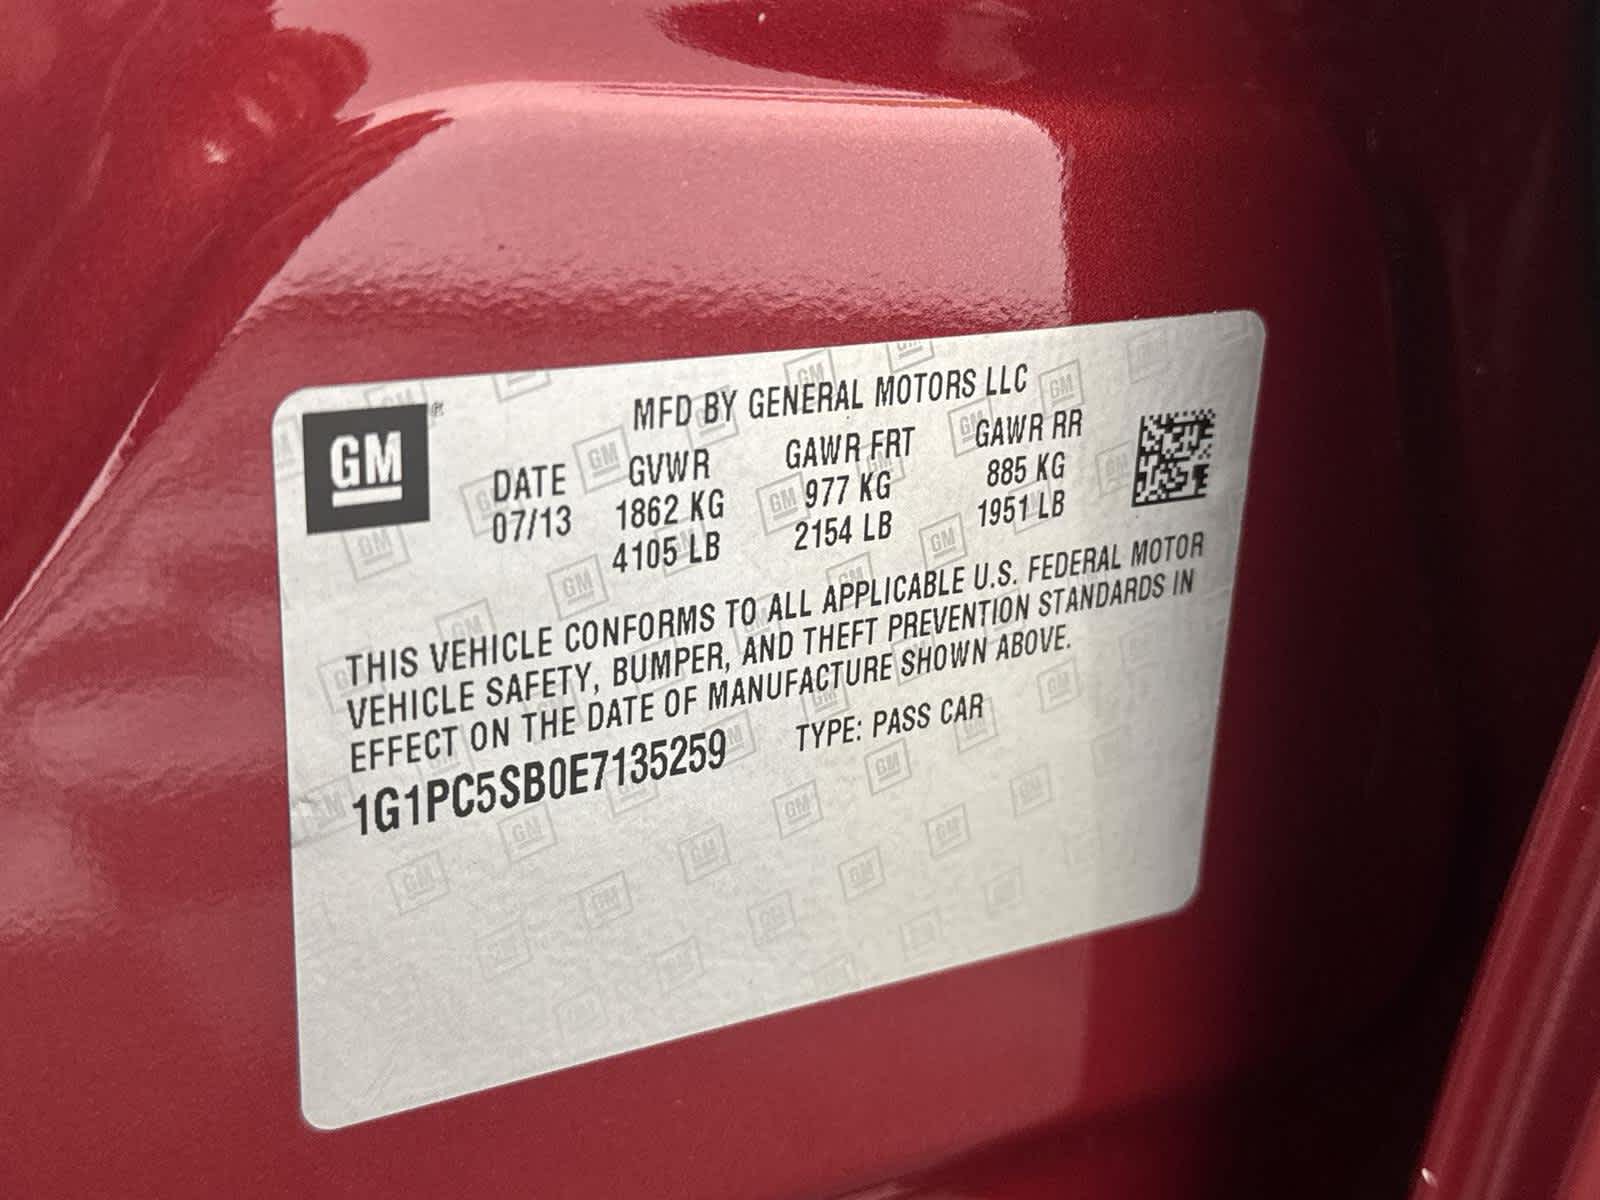 GM
MFD BY GENERAL MOTORS LLC
DATE GVWR GAWR FRT GAWR RR
07/13 1862 KG 977 KG 885 KG
4105 LB 2154 LB 1951 LB
THIS VEHICLE CONFORMS TO ALL APPLICABLE U.S. FEDERAL MOTOR
VEHICLE SAFETY, BUMPER, AND THEFT PREVENTION STANDARDS IN
EFFECT ON THE DATE OF MANUFACTURE SHOWN ABOVE.
1G1PC5SB0E7135259 TYPE: PASS CAR